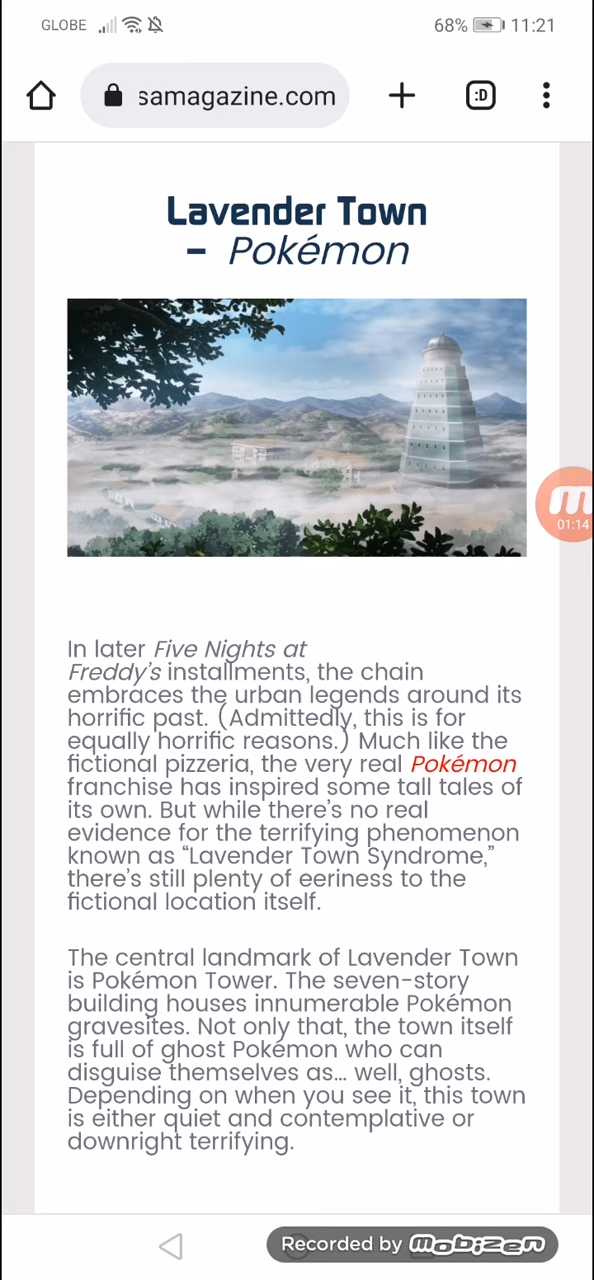 GLOBE 68% 11:21
samagazine.com :D
Lavender Town
– Pokémon
01:14
In later Five Nights at
Freddy's installments, the chain
embraces the urban legends around its
horrific past. (Admittedly, this is for
equally horrific reasons.) Much like the
fictional pizzeria, the very real Pokémon
franchise has inspired some tall tales of
its own. But while there's no real
evidence for the terrifying phenomenon
known as “Lavender Town Syndrome,”
there's still plenty of eeriness to the
fictional location itself.
The central landmark of Lavender Town
is Pokémon Tower. The seven-story
building houses innumerable Pokémon
gravesites. Not only that, the town itself
is full of ghost Pokémon who can
disguise themselves as... well, ghosts.
Depending on when you see it, this town
is either quiet and contemplative or
downright terrifying.
Recorded by mobizen